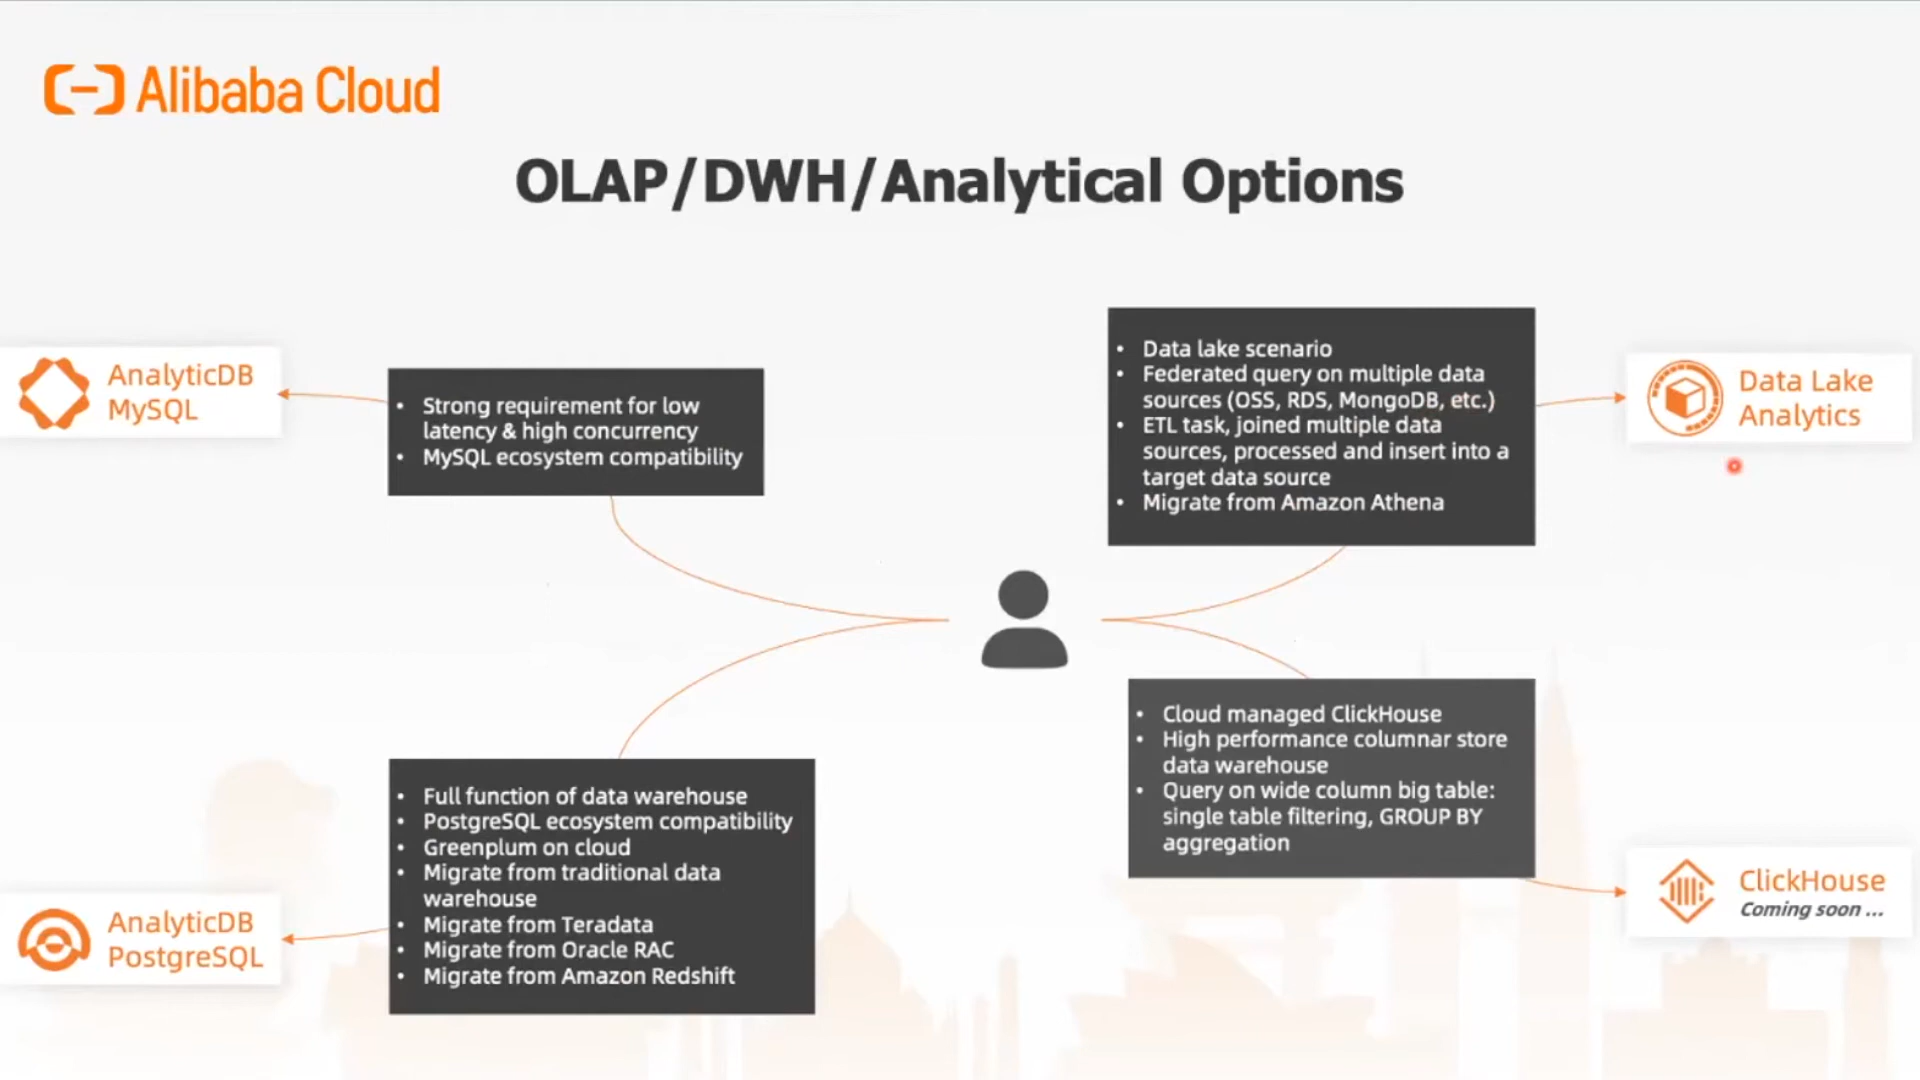 Alibaba Cloud
OLAP/DWH/Analytical Options
AnalyticDB
MySQL
• Strong requirement for low
latency & high concurrency
• MySQL ecosystem compatibility
• Data lake scenario
• Federated query on multiple data
sources (OSS, RDS, MongoDB, etc.)
• ETL task, joined multiple data
sources, processed and insert into a
target data source
• Migrate from Amazon Athena
Data Lake
Analytics
AnalyticDB
PostgreSQL
• Full function of data warehouse
• PostgreSQL ecosystem compatibility
• Greenplum on cloud
• Migrate from traditional data
warehouse
• Migrate from Teradata
• Migrate from Oracle RAC
• Migrate from Amazon Redshift
• Cloud managed ClickHouse
• High performance columnar store
data warehouse
• Query on wide column big table:
single table filtering, GROUP BY
aggregation
ClickHouse
Coming soon ...